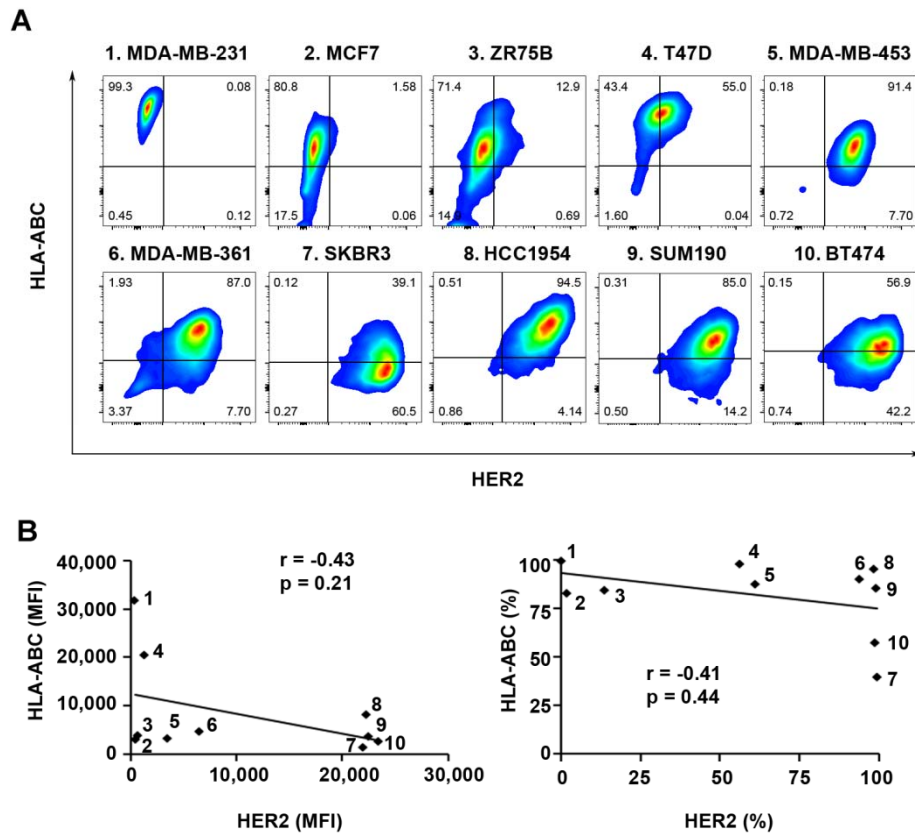 A
1. MDA-MB-231 2. MCF7 3. ZR75B 4. T47D 5. MDA-MB-453
99.3 0.08 80.8 1.58 71.4 12.9 43.4 55.0 0.18 91.4
0.45 0.12 17.5 0.06 0.69 1.60 0.04 0.72 7.70
6. MDA-MB-361 7. SKBR3 8. HCC1954 9. SUM190 10. BT474
1.93 87.0 0.12 39.1 0.51 94.5 0.31 85.0 0.15 56.9
3.37 7.70 0.27 60.5 0.86 4.14 0.50 14.2 0.74 42.2
HLA-ABC
HER2
B
HLA-ABC (MFI)
40,000
30,000
20,000
10,000
0
r = -0.43
p = 0.21
1
4
3
2
5
6
8
9
7
10
0 10,000 20,000 30,000
HER2 (MFI)
HLA-ABC (%)
100
75
50
25
0
1
2
3
4
5
6
8
9
10
7
r = -0.41
p = 0.44
0 25 50 75 100
HER2 (%)